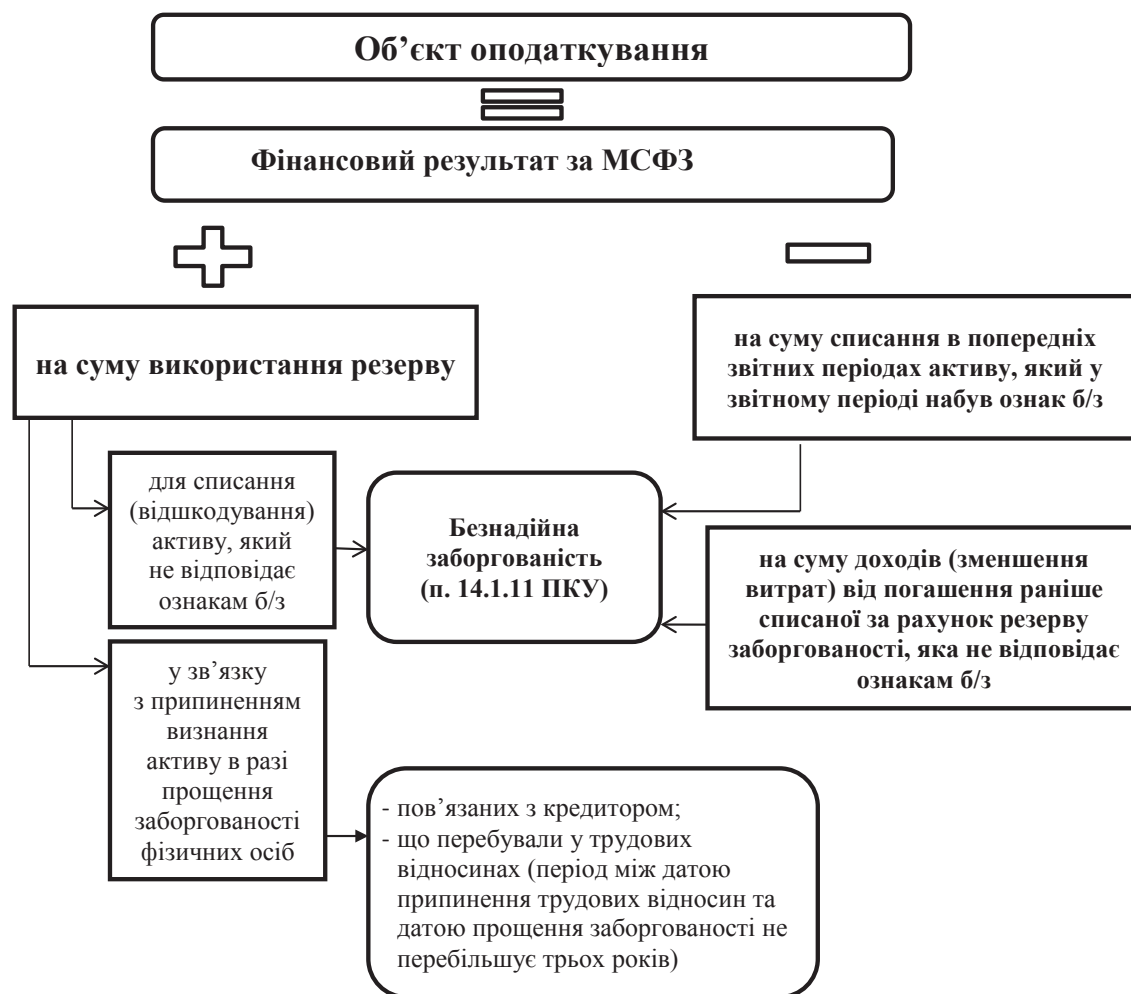 Об’єкт оподаткування
Фінансовий результат за МСФЗ
на суму використання резерву
на суму списання в попередніх
звітних періодах активу, який у
звітному періоді набув ознак б/з
для списання
(відшкодування)
активу, який
не відповідає
ознакам б/з
Безнадійна
заборгованість
(п. 14.1.11 ПКУ)
на суму доходів (зменшення
витрат) від погашення раніше
списаної за рахунок резерву
заборгованості, яка не відповідає
ознакам б/з
у зв’язку
з припиненням
визнання
активу в разі
прощення
заборгованості
фізичних осіб
- пов’язаних з кредитором;
- що перебували у трудових
відносинах (період між датою
припинення трудових відносин та
датою прощення заборгованості не
перебільшує трьох років)